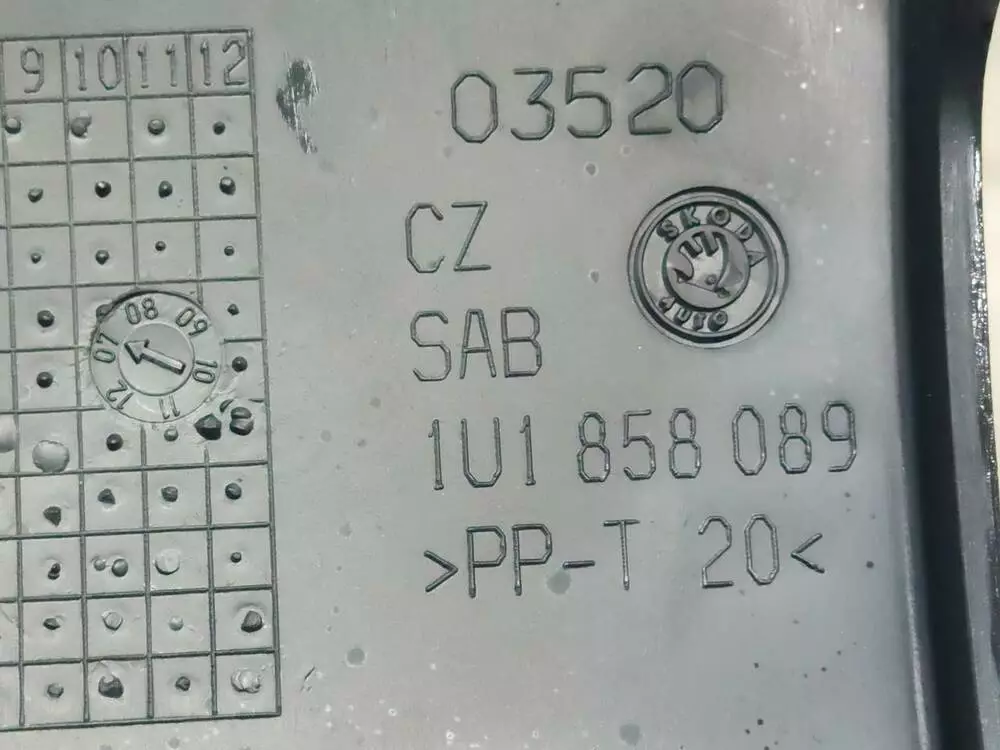 9 10 11 12
03520
CZ
ŠKODA
AUTO
SAB
07 08 09 10 11 12
1U1 858 089
>PP-T 20<